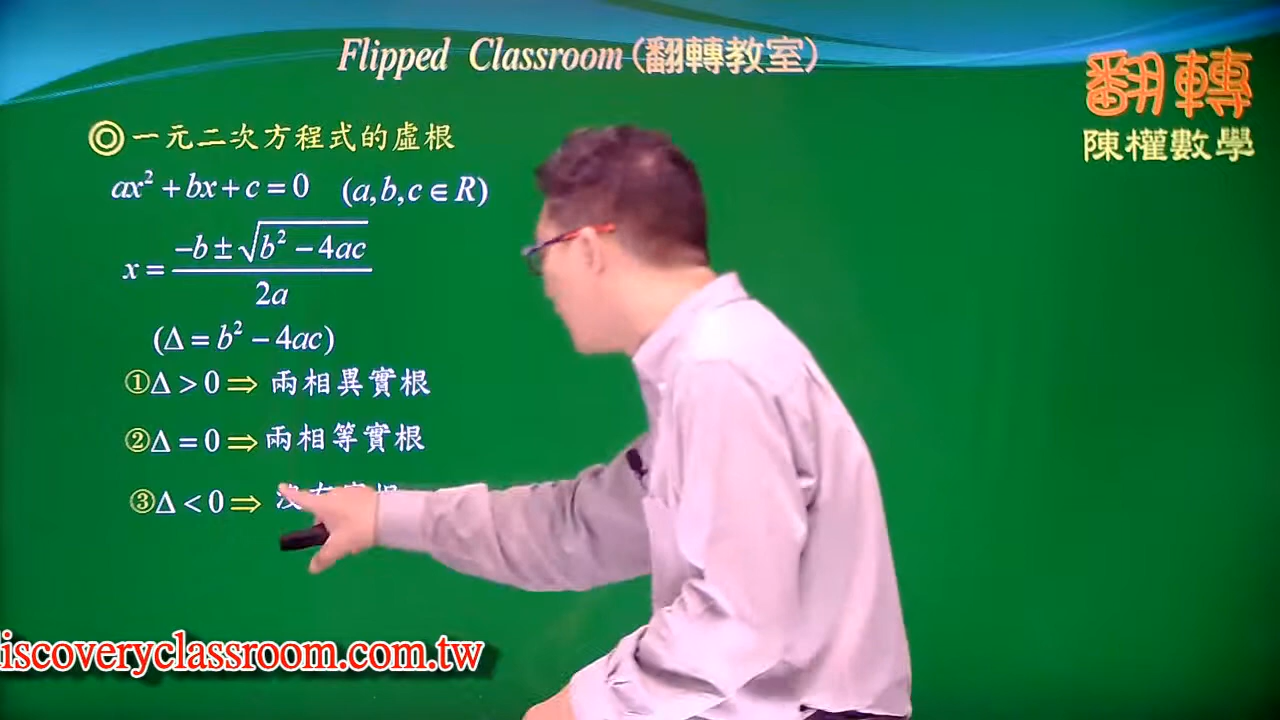 Flipped Classroom(翻轉教室)
翻轉
陳權數學
◎一元二次方程式的虛根
ax² + bx + c = 0 (a,b,c ∈ R)
x = (−b ± √(b² − 4ac)) / 2a
(Δ = b² − 4ac)
①Δ > 0 ⇒ 兩相異實根
②Δ = 0 ⇒ 兩相等實根
③Δ < 0 ⇒
iscoveryclassroom.com.tw